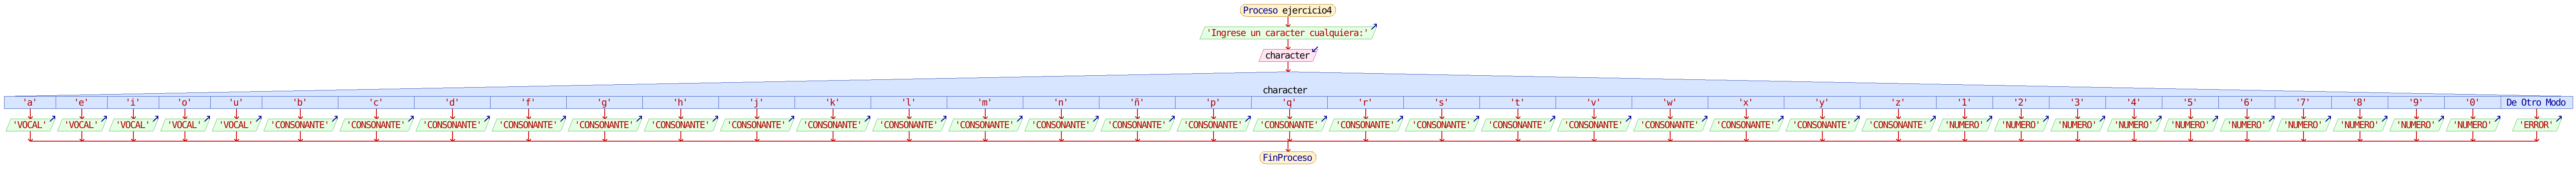 Proceso ejercicio4
'Ingrese un caracter cualquiera:'
character
character
'a' 'e' 'i' 'o' 'u' 'b' 'c' 'd' 'f' 'g' 'h' 'j' 'k' 'l' 'm' 'n' 'ñ' 'p' 'q' 'r' 's' 't' 'v' 'w' 'x' 'y' 'z' '1' '2' '3' '4' '5' '6' '7' '8' '9' '0' De Otro Modo
'VOCAL' 'VOCAL' 'VOCAL' 'VOCAL' 'VOCAL' 'CONSONANTE' 'CONSONANTE' 'CONSONANTE' 'CONSONANTE' 'CONSONANTE' 'CONSONANTE' 'CONSONANTE' 'CONSONANTE' 'CONSONANTE' 'CONSONANTE' 'CONSONANTE' 'CONSONANTE' 'CONSONANTE' 'CONSONANTE' 'CONSONANTE' 'CONSONANTE' 'CONSONANTE' 'CONSONANTE' 'CONSONANTE' 'CONSONANTE' 'CONSONANTE' 'CONSONANTE' 'NUMERO' 'NUMERO' 'NUMERO' 'NUMERO' 'NUMERO' 'NUMERO' 'NUMERO' 'NUMERO' 'NUMERO' 'NUMERO' 'ERROR'
FinProceso